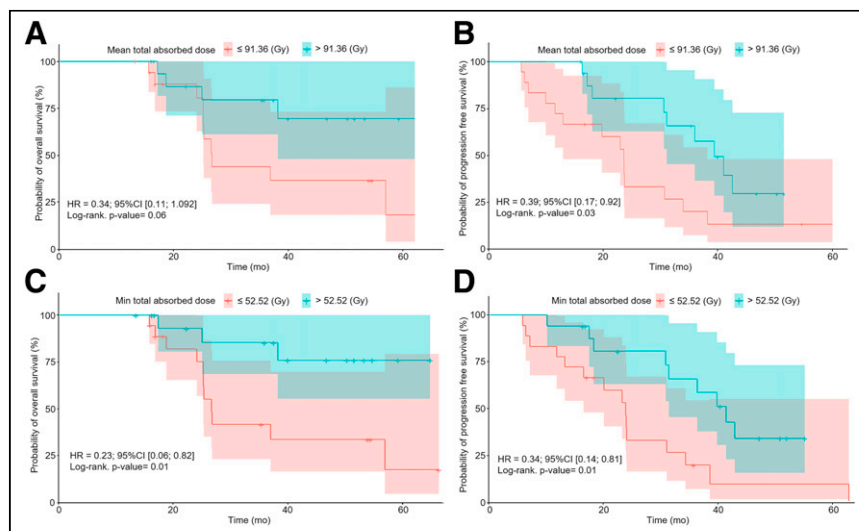 A
Mean total absorbed dose ≤ 91.36 (Gy) > 91.36 (Gy)
Probability of overall survival (%)
100
75
50
25
0
HR = 0.34; 95%CI [0.11; 1.092]
Log-rank. p-value= 0.06
0 20 40 60
Time (mo)
B
Mean total absorbed dose ≤ 91.36 (Gy) > 91.36 (Gy)
Probability of progression free survival (%)
100
75
50
25
0
HR = 0.39; 95%CI [0.17; 0.92]
Log-rank. p-value= 0.03
0 20 40 60
Time (mo)
C
Min total absorbed dose ≤ 52.52 (Gy) > 52.52 (Gy)
Probability of overall survival (%)
100
75
50
25
0
HR = 0.23; 95%CI [0.06; 0.82]
Log-rank. p-value= 0.01
0 20 40 60
Time (mo)
D
Min total absorbed dose ≤ 52.52 (Gy) > 52.52 (Gy)
Probability of progression free survival (%)
100
75
50
25
0
HR = 0.34; 95%CI [0.14; 0.81]
Log-rank. p-value= 0.01
0 20 40 60
Time (mo)